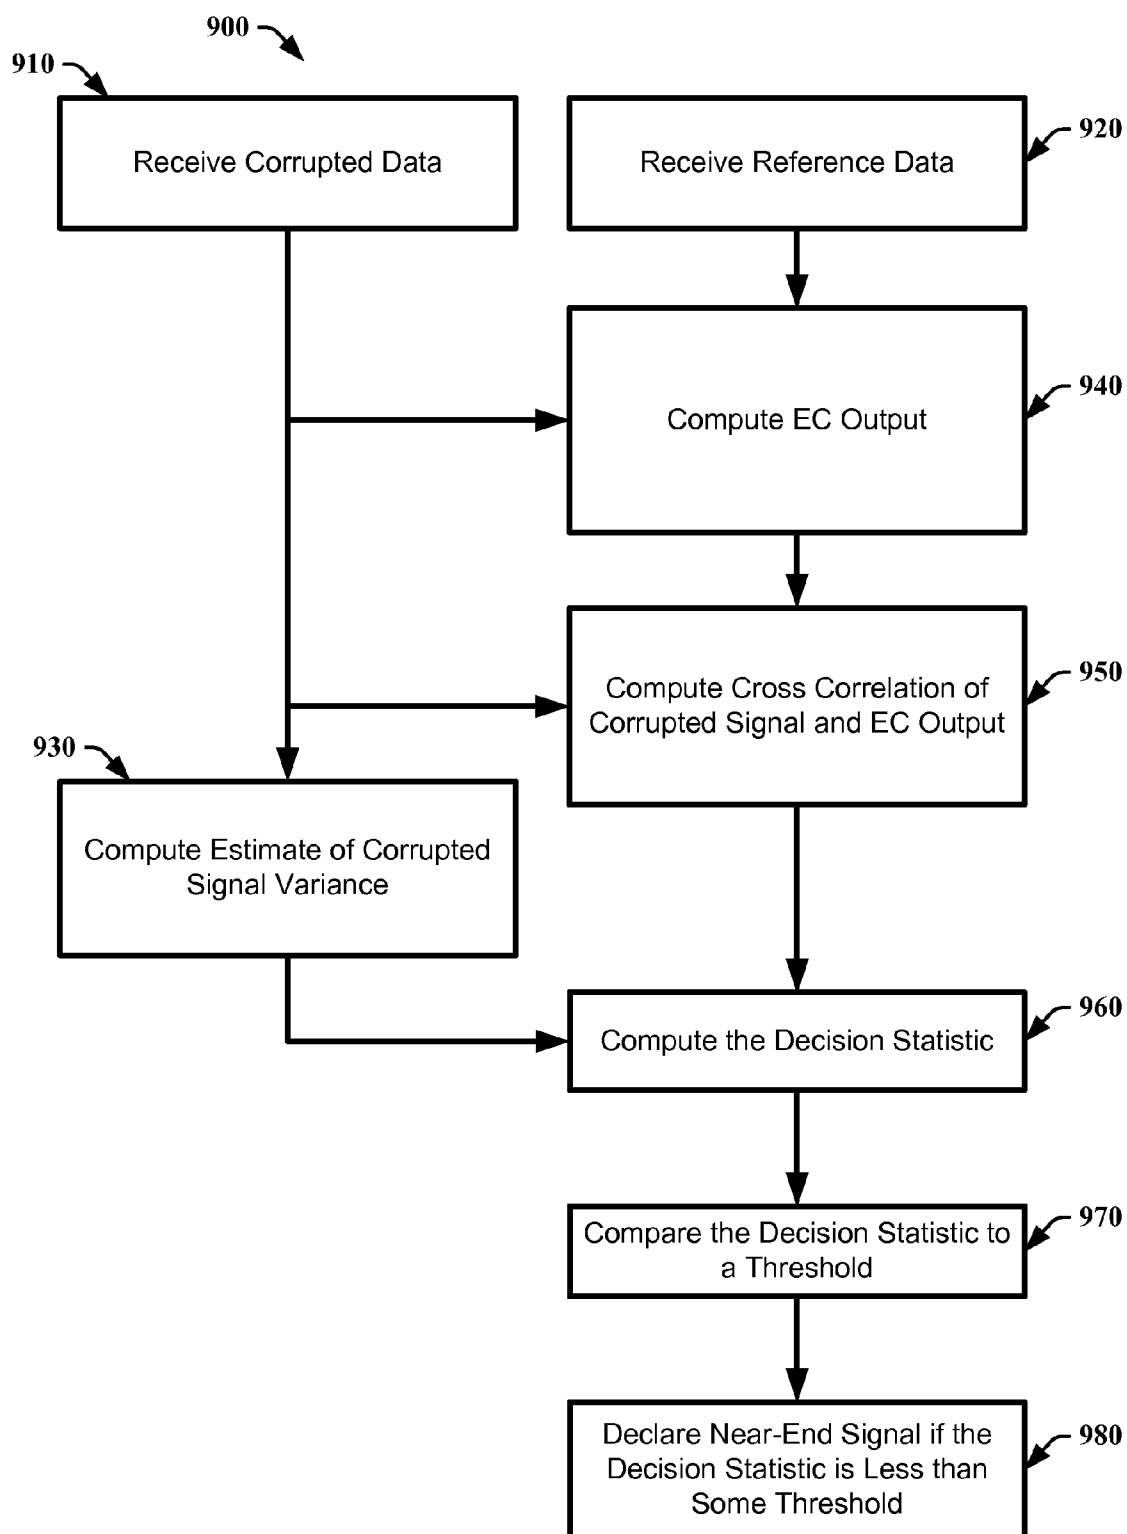 900
910
Receive Corrupted Data
Receive Reference Data
920
Compute EC Output
940
Compute Cross Correlation of
Corrupted Signal and EC Output
950
930
Compute Estimate of Corrupted
Signal Variance
Compute the Decision Statistic
960
Compare the Decision Statistic to
a Threshold
970
Declare Near-End Signal if the
Decision Statistic is Less than
Some Threshold
980